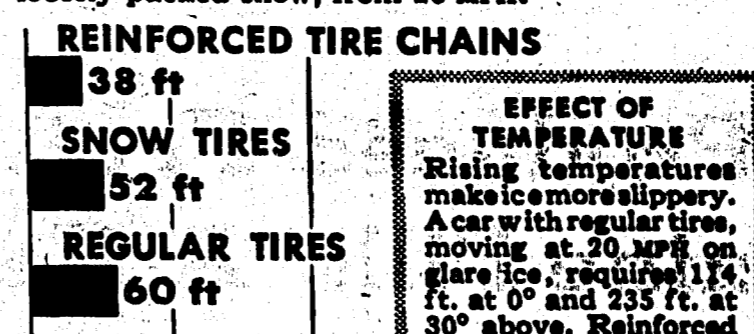 REINFORCED TIRE CHAINS
38 ft
SNOW TIRES
52 ft
REGULAR TIRES
60 ft
EFFECT OF
TEMPERATURE
Rising temperatures
make ice more slippery.
A car with regular tires,
moving at 20 MPH on
glare ice, requires 114
ft. at 0° and 235 ft. at
30° above. Reinforced